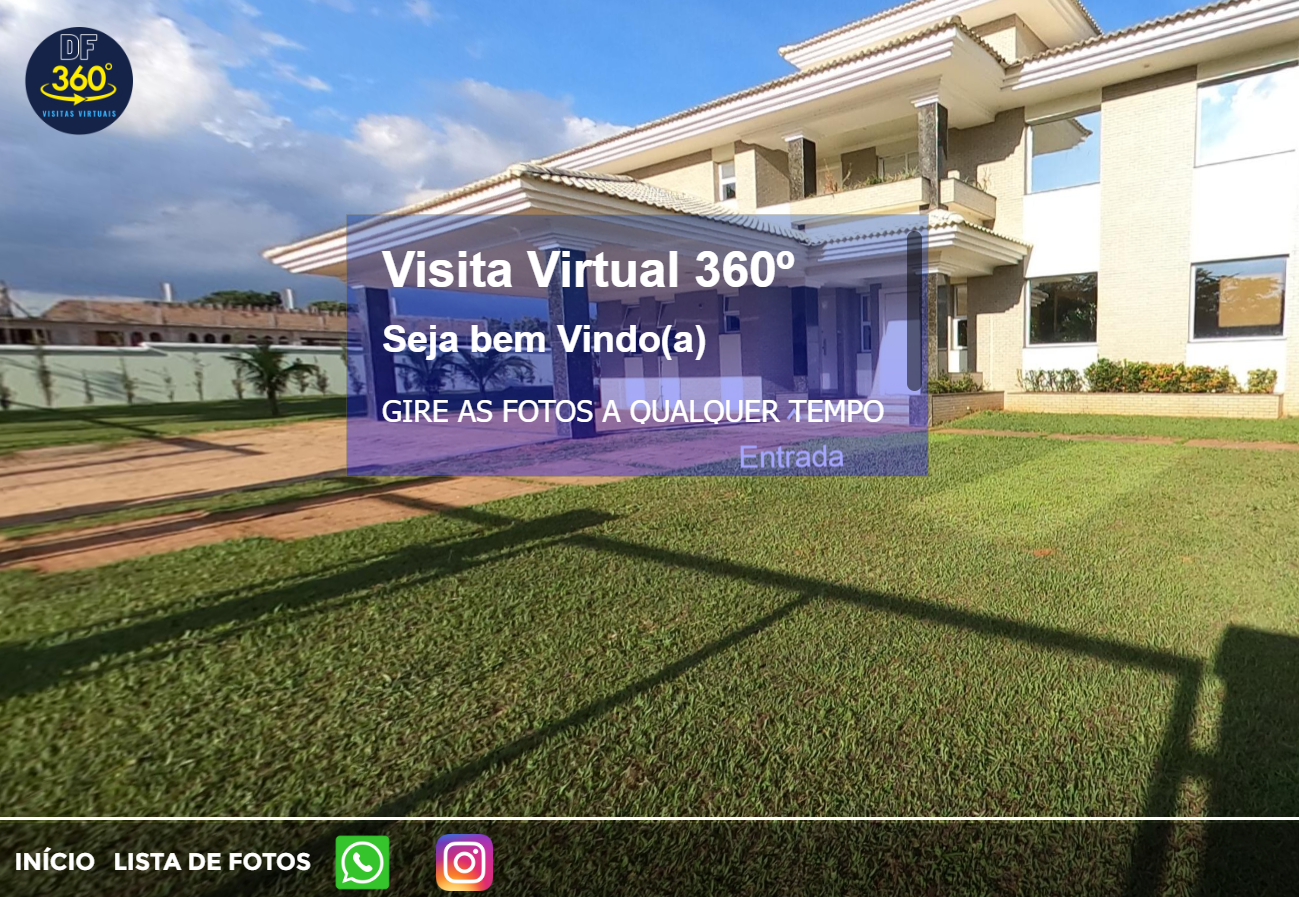 DF
360°
VISITAS VIRTUAIS
Visita Virtual 360º
Seja bem Vindo(a)
GIRE AS FOTOS A QUALQUER TEMPO
Entrada
INÍCIO LISTA DE FOTOS